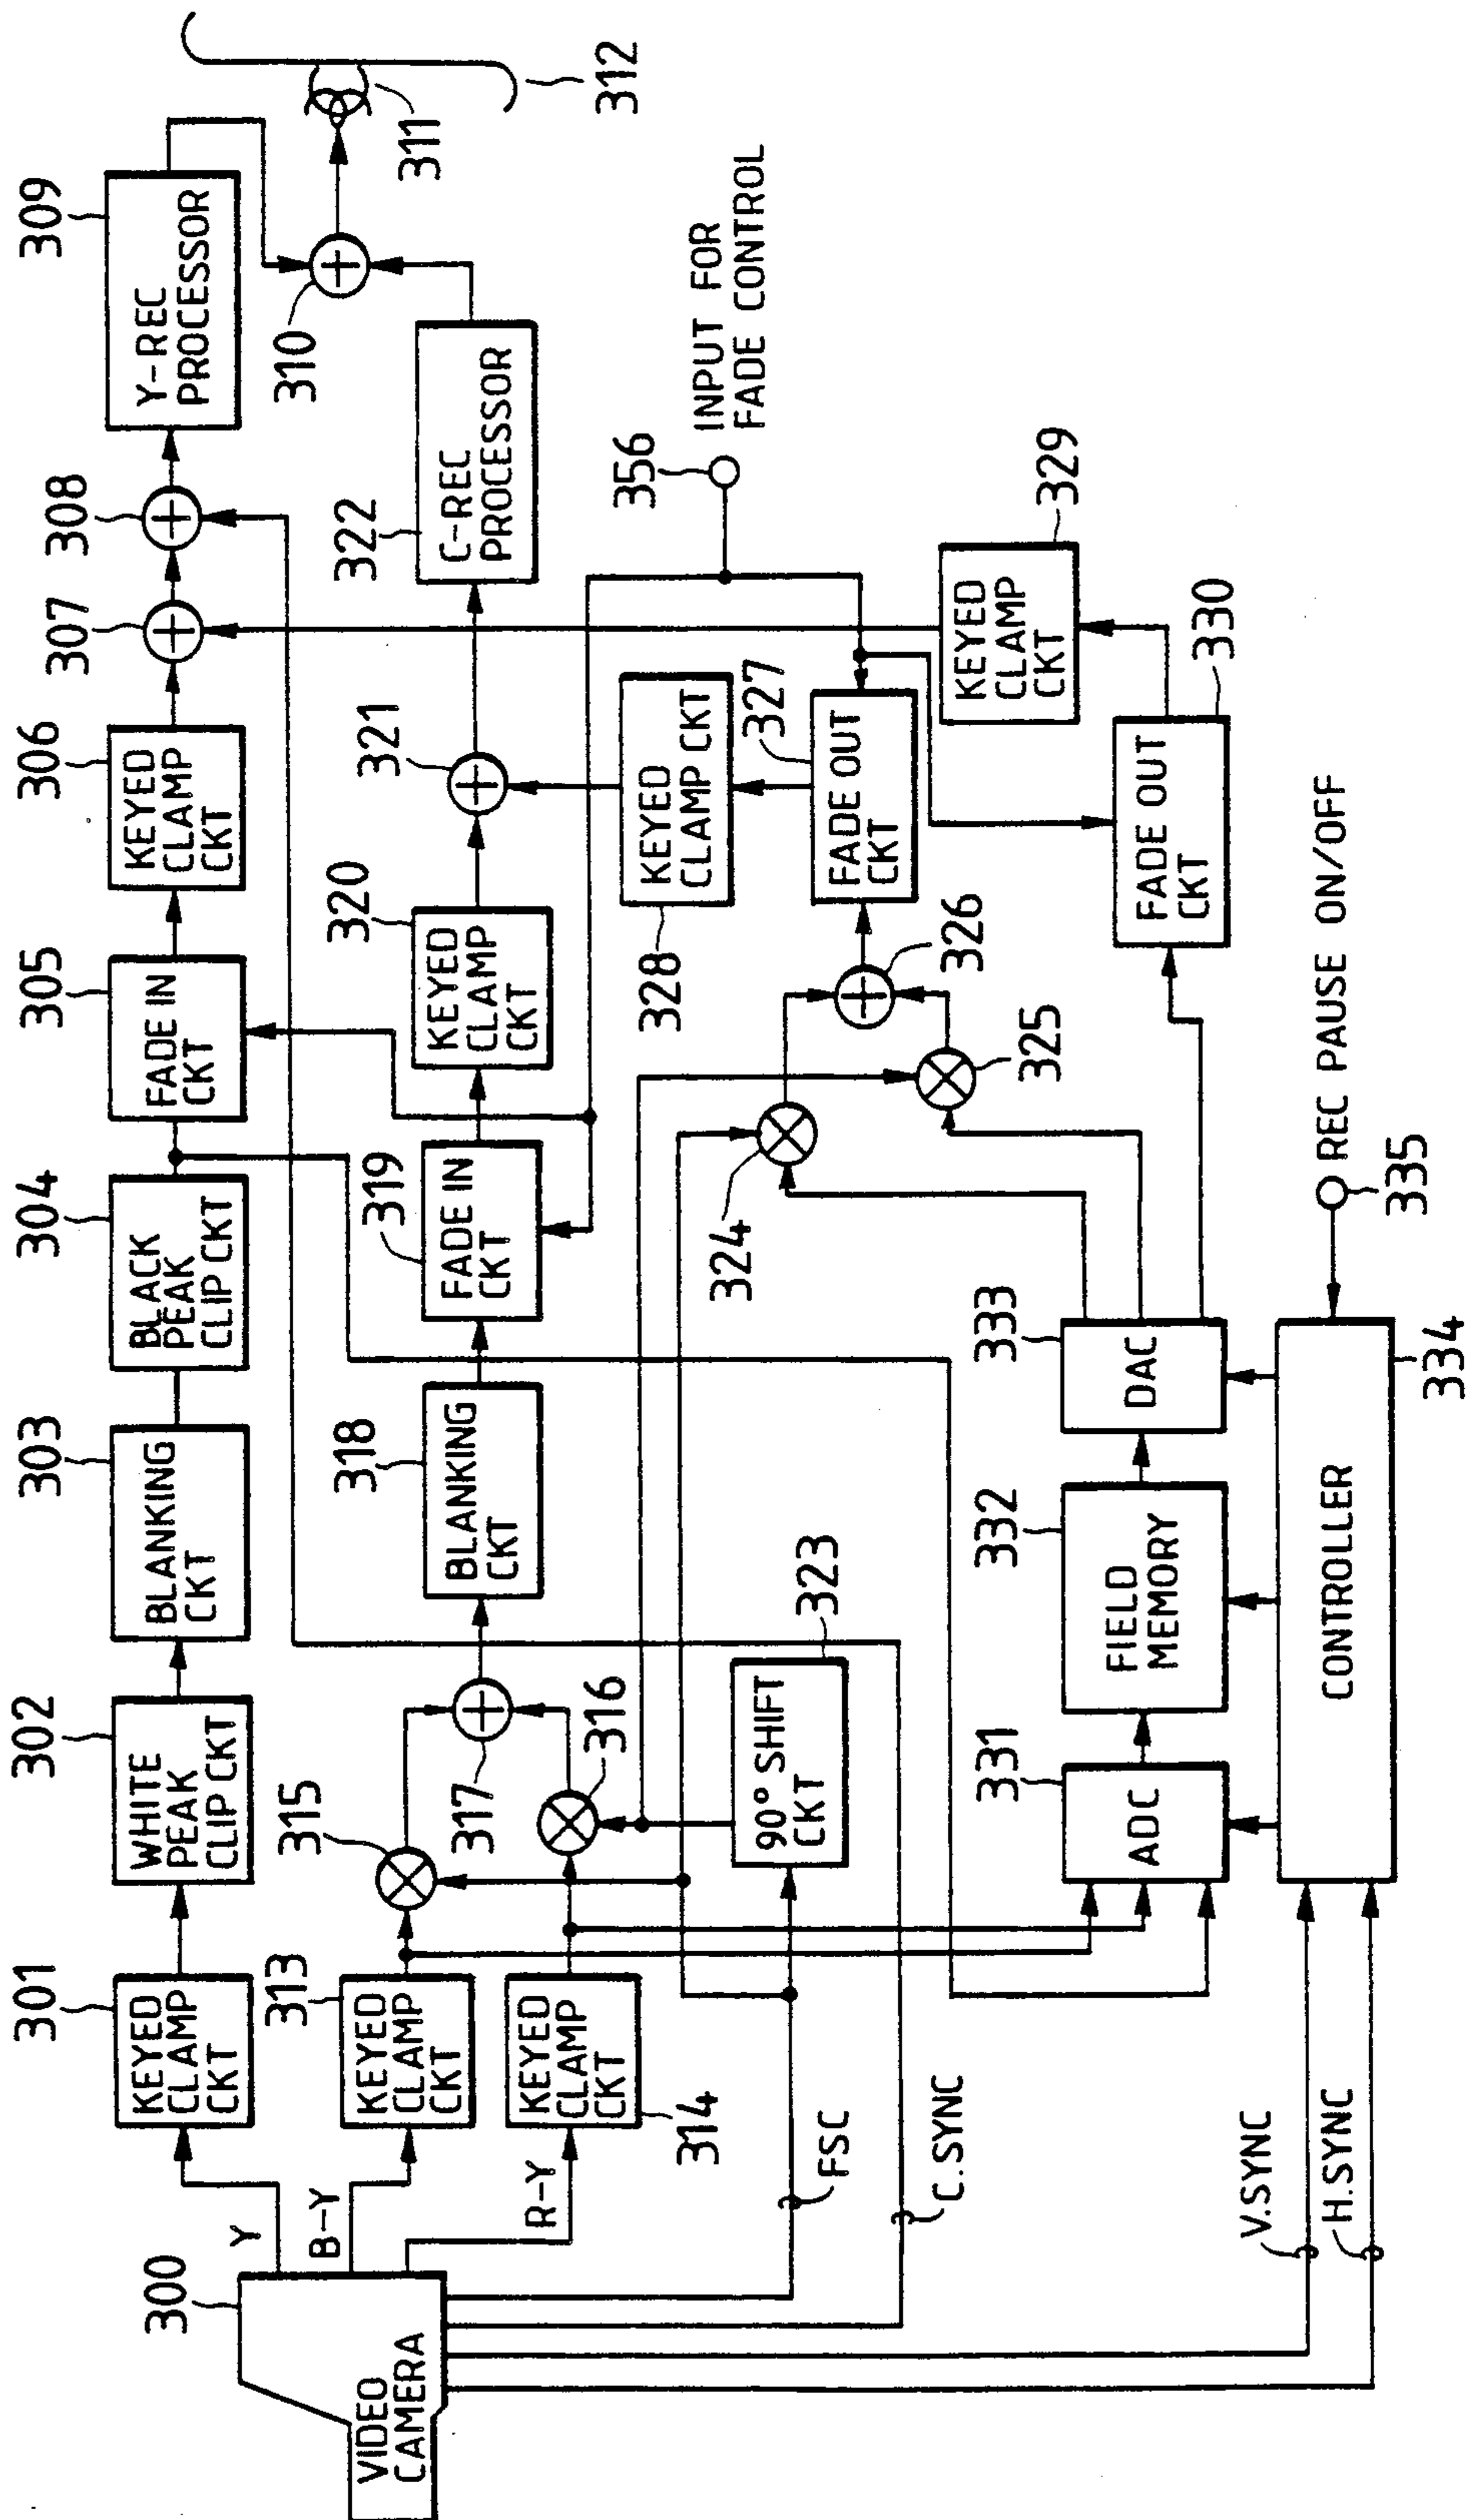 300
VIDEO
CAMERA
Y
B-Y
R-Y
FSC
C.SYNC
V.SYNC
H.SYNC
301
KEYED
CLAMP
CKT
302
WHITE
PEAK
CLIP CKT
303
BLANKING
CKT
304
BLACK
PEAK
CLIP CKT
305
FADE IN
CKT
306
KEYED
CLAMP
CKT
307
308
309
Y-REC
PROCESSOR
310
311
312
313
KEYED
CLAMP
CKT
314
KEYED
CLAMP
CKT
315
316
317
318
BLANKING
CKT
319
FADE IN
CKT
320
KEYED
CLAMP
CKT
321
322
C-REC
PROCESSOR
323
90° SHIFT
CKT
324
325
326
327
FADE OUT
CKT
328
KEYED
CLAMP CKT
356
INPUT FOR
FADE CONTROL
329
KEYED
CLAMP
CKT
330
FADE OUT
CKT
331
ADC
332
FIELD
MEMORY
333
DAC
334
CONTROLLER
335
REC PAUSE ON/OFF